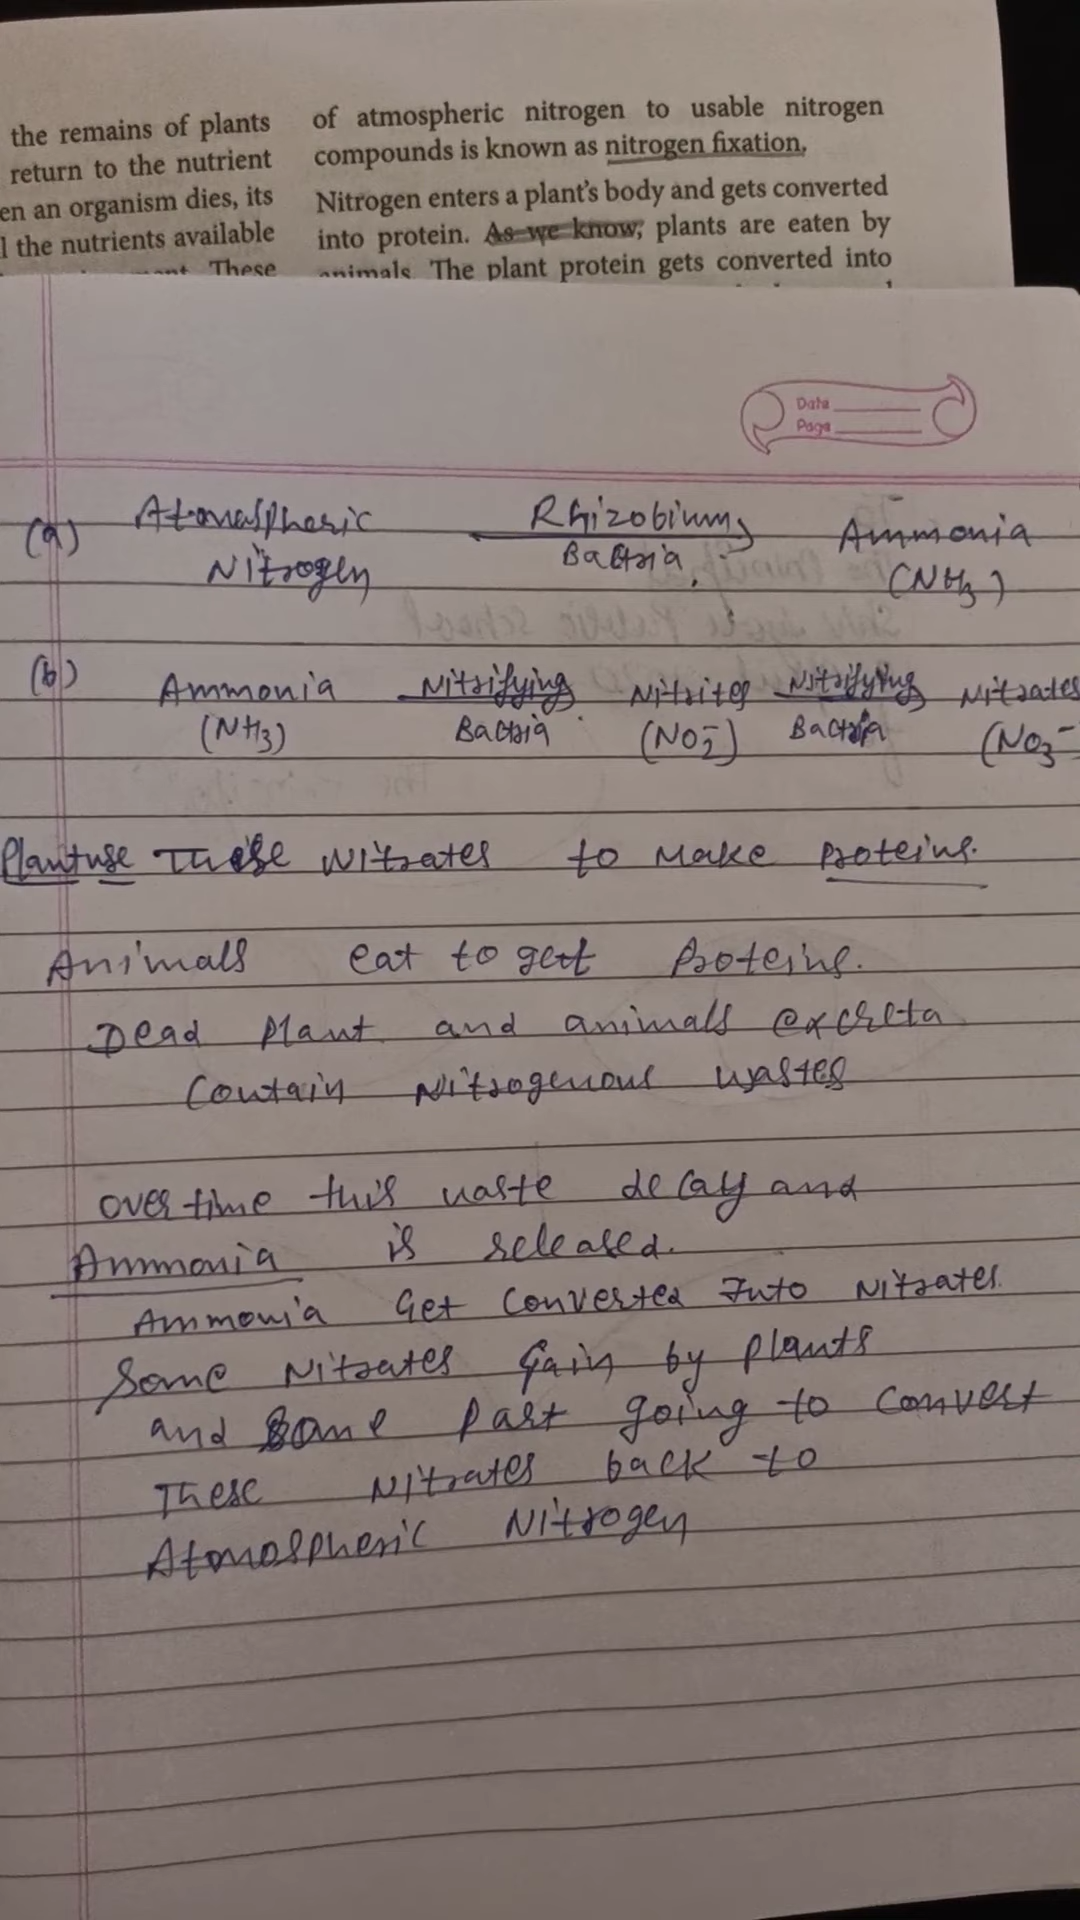 the remains of plants
return to the nutrient
en an organism dies, its
l the nutrients available
These
of atmospheric nitrogen to usable nitrogen
compounds is known as nitrogen fixation.
Nitrogen enters a plant's body and gets converted
into protein. As we know, plants are eaten by
animals. The plant protein gets converted into
Date
Page
(a) Atomaspheric Rhizobium Ammonia
Nitrogen Bactria (NH3)
(b) Ammonia Nitrifying Nitrites Nitrifying Nitrates
(NH3) Bactria (NO2-) Bactria (NO3-
Plant use These Nitrates to Make proteins.
Animals eat to get Proteins.
Dead Plant and animals excreta
Contain Nitrogenous wastes
over time this waste decay and
Ammonia is released.
Ammonia Get Converted Into Nitrates.
Some Nitrates Gain by plants
and Some Part going to Convert
These Nitrates back to
Atomospheric Nitrogen